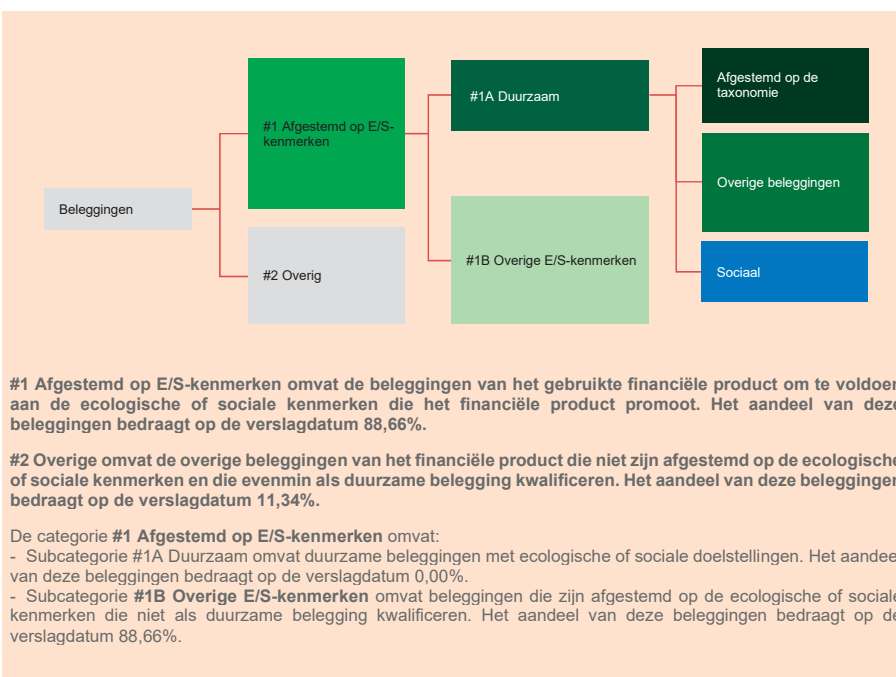 Beleggingen
#1 Afgestemd op E/S-
kenmerken
#2 Overig
#1A Duurzaam
#1B Overige E/S-kenmerken
Afgestemd op de
taxonomie
Overige beleggingen
Sociaal
#1 Afgestemd op E/S-kenmerken omvat de beleggingen van het gebruikte financiële product om te voldoen
aan de ecologische of sociale kenmerken die het financiële product promoot. Het aandeel van deze
beleggingen bedraagt op de verslagdatum 88,66%.
#2 Overige omvat de overige beleggingen van het financiële product die niet zijn afgestemd op de ecologische
of sociale kenmerken en die evenmin als duurzame belegging kwalificeren. Het aandeel van deze beleggingen
bedraagt op de verslagdatum 11,34%.
De categorie #1 Afgestemd op E/S-kenmerken omvat:
- Subcategorie #1A Duurzaam omvat duurzame beleggingen met ecologische of sociale doelstellingen. Het aandeel
van deze beleggingen bedraagt op de verslagdatum 0,00%.
- Subcategorie #1B Overige E/S-kenmerken omvat beleggingen die zijn afgestemd op de ecologische of sociale
kenmerken die niet als duurzame belegging kwalificeren. Het aandeel van deze beleggingen bedraagt op de
verslagdatum 88,66%.